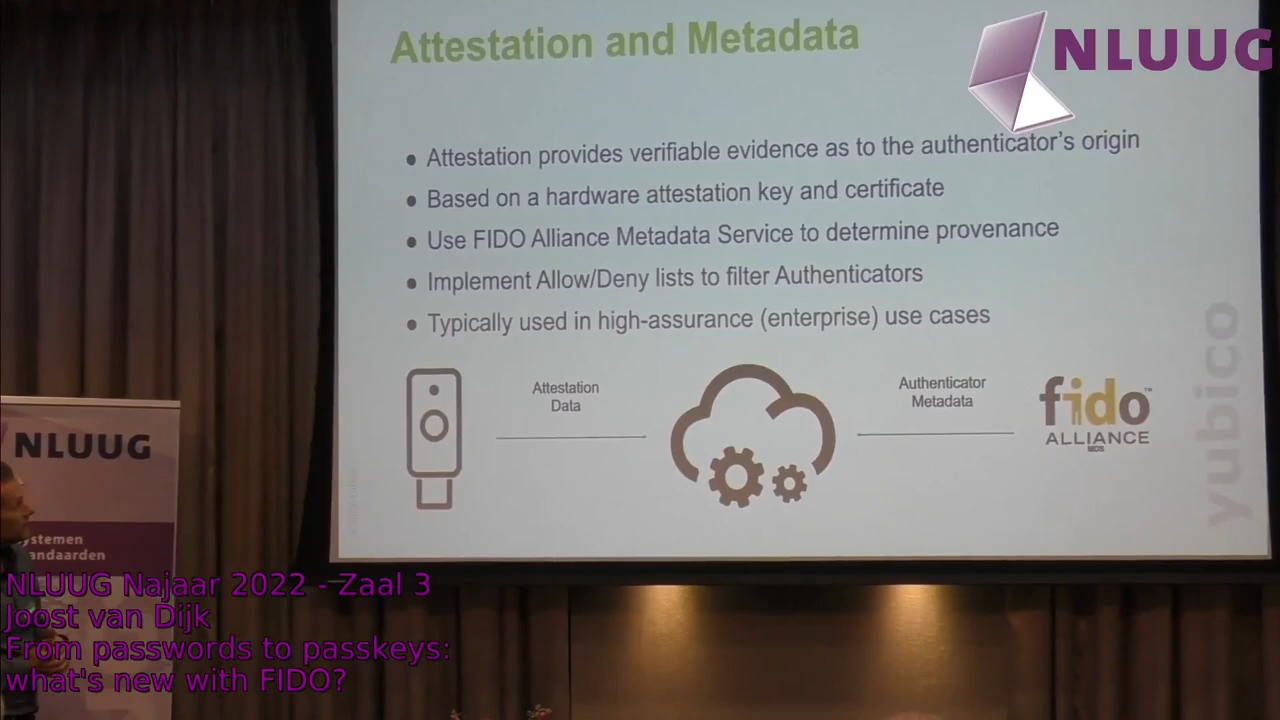 Attestation and Metadata
NLUUG
• Attestation provides verifiable evidence as to the authenticator's origin
• Based on a hardware attestation key and certificate
• Use FIDO Alliance Metadata Service to determine provenance
• Implement Allow/Deny lists to filter Authenticators
• Typically used in high-assurance (enterprise) use cases
Attestation
Data
Authenticator
Metadata
fido™
ALLIANCE
MDS
yubico
NLUUG
ystemen
andaarden
NLUUG Najaar 2022 - Zaal 3
Joost van Dijk
From passwords to passkeys:
what's new with FIDO?